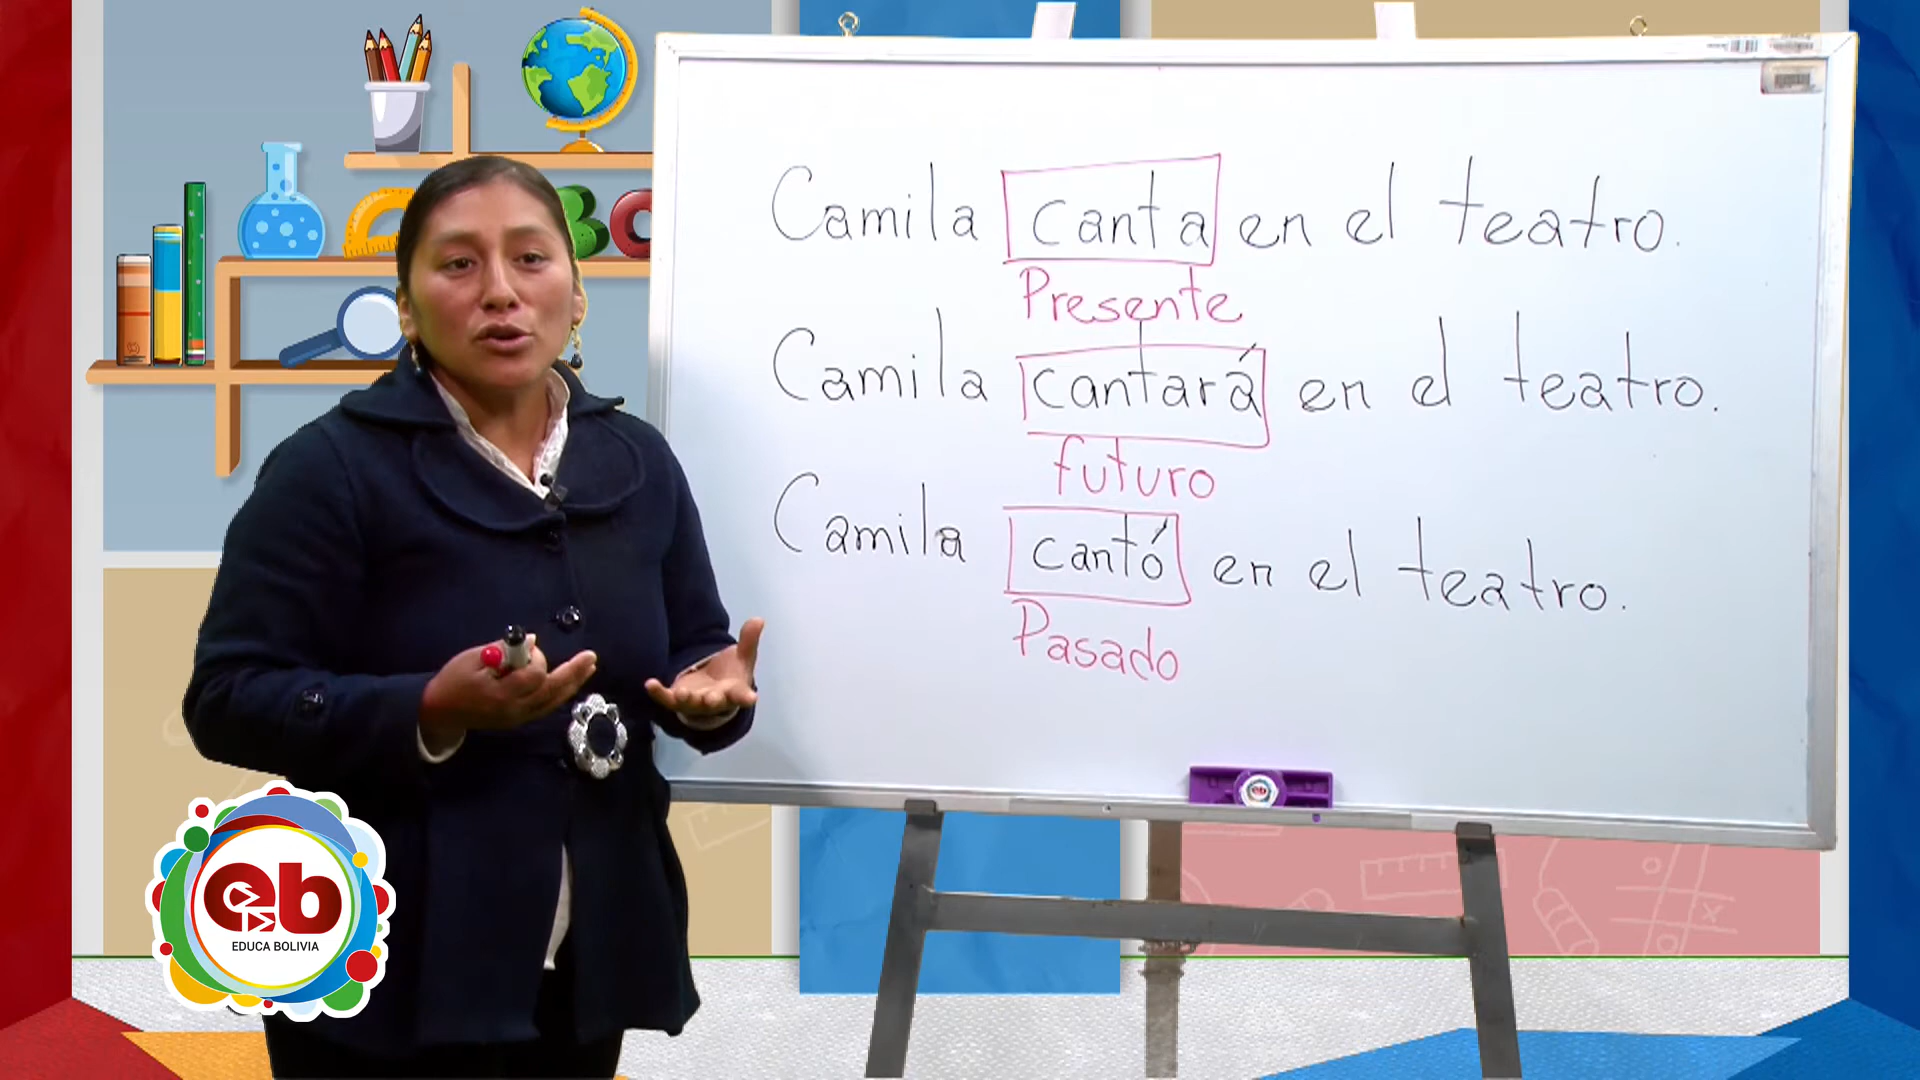 Camila canta en el teatro.
Presente
Camila cantará en el teatro.
futuro
Camila cantó en el teatro.
Pasado
eb
EDUCA BOLIVIA